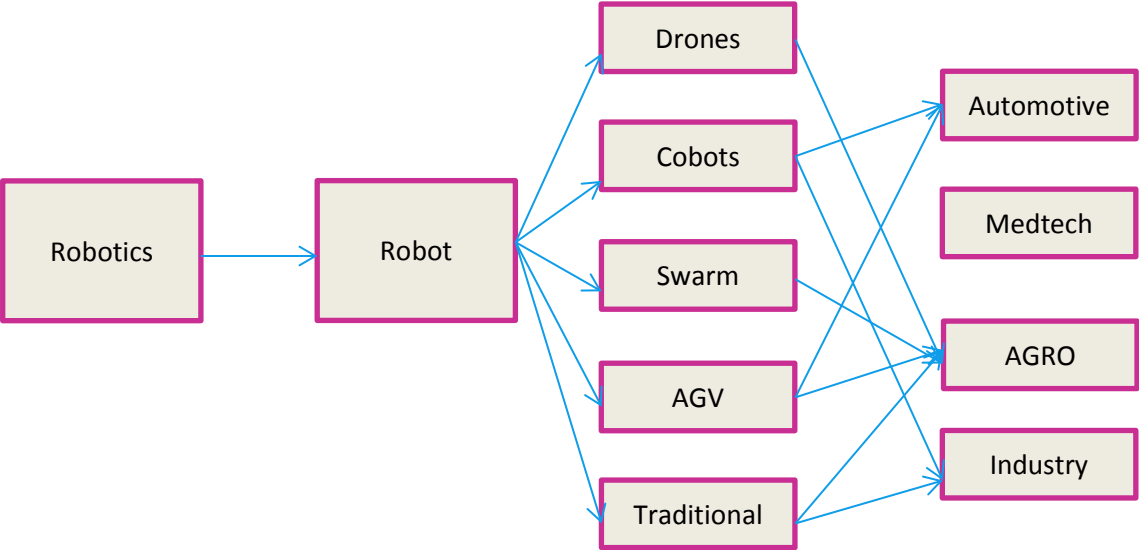 Robotics
Robot
Drones
Cobots
Swarm
AGV
Traditional
Automotive
Medtech
AGRO
Industry